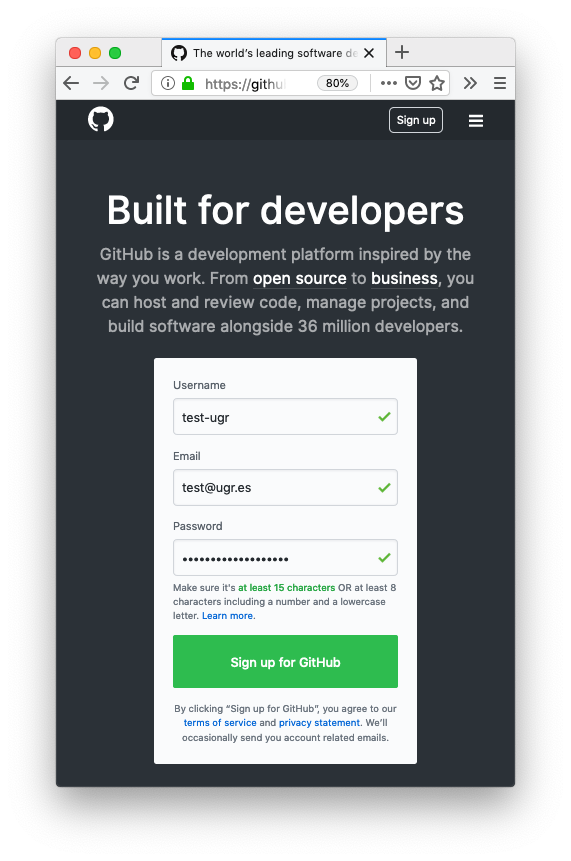 The world's leading software de
https://github
80%
Sign up
Built for developers
GitHub is a development platform inspired by the
way you work. From open source to business, you
can host and review code, manage projects, and
build software alongside 36 million developers.
Username
test-ugr
Email
test@ugr.es
Password
•••••••••••••••••••
Make sure it's at least 15 characters OR at least 8
characters including a number and a lowercase
letter. Learn more.
Sign up for GitHub
By clicking “Sign up for GitHub”, you agree to our
terms of service and privacy statement. We’ll
occasionally send you account related emails.